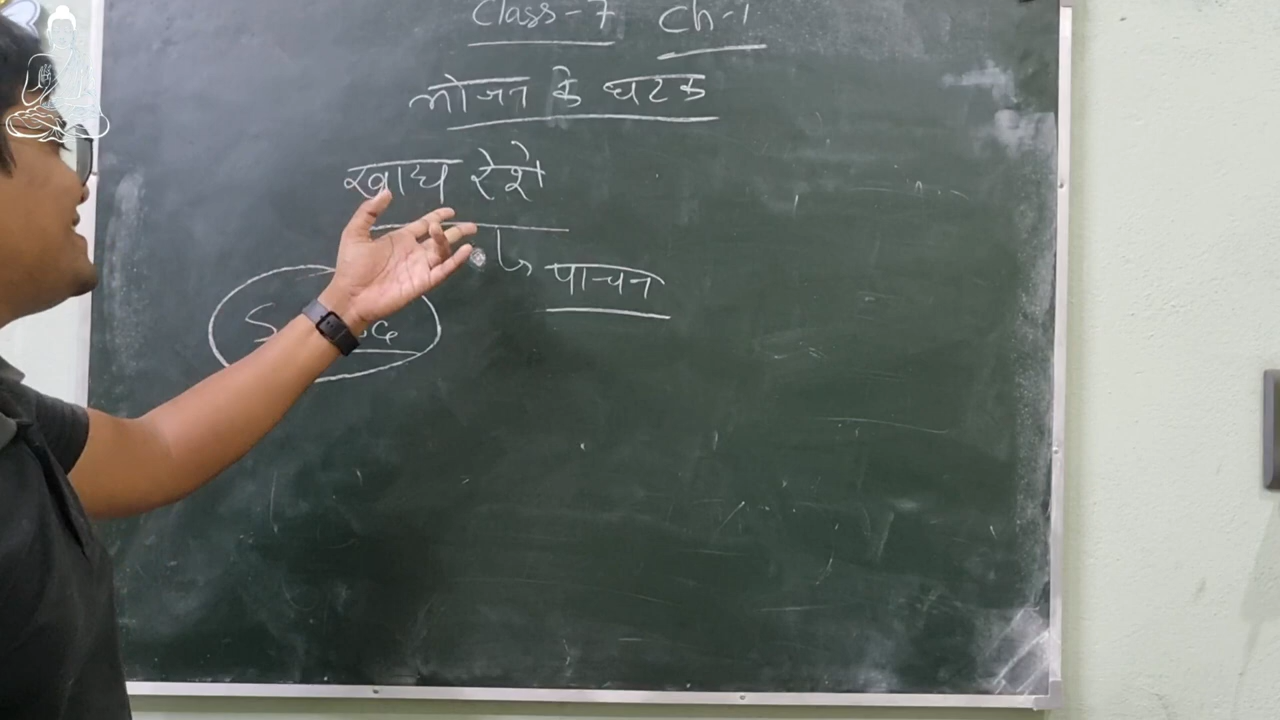 Class-7 Ch-1
भोजन के घटक
खाद्य रेशे
↳ पाचन